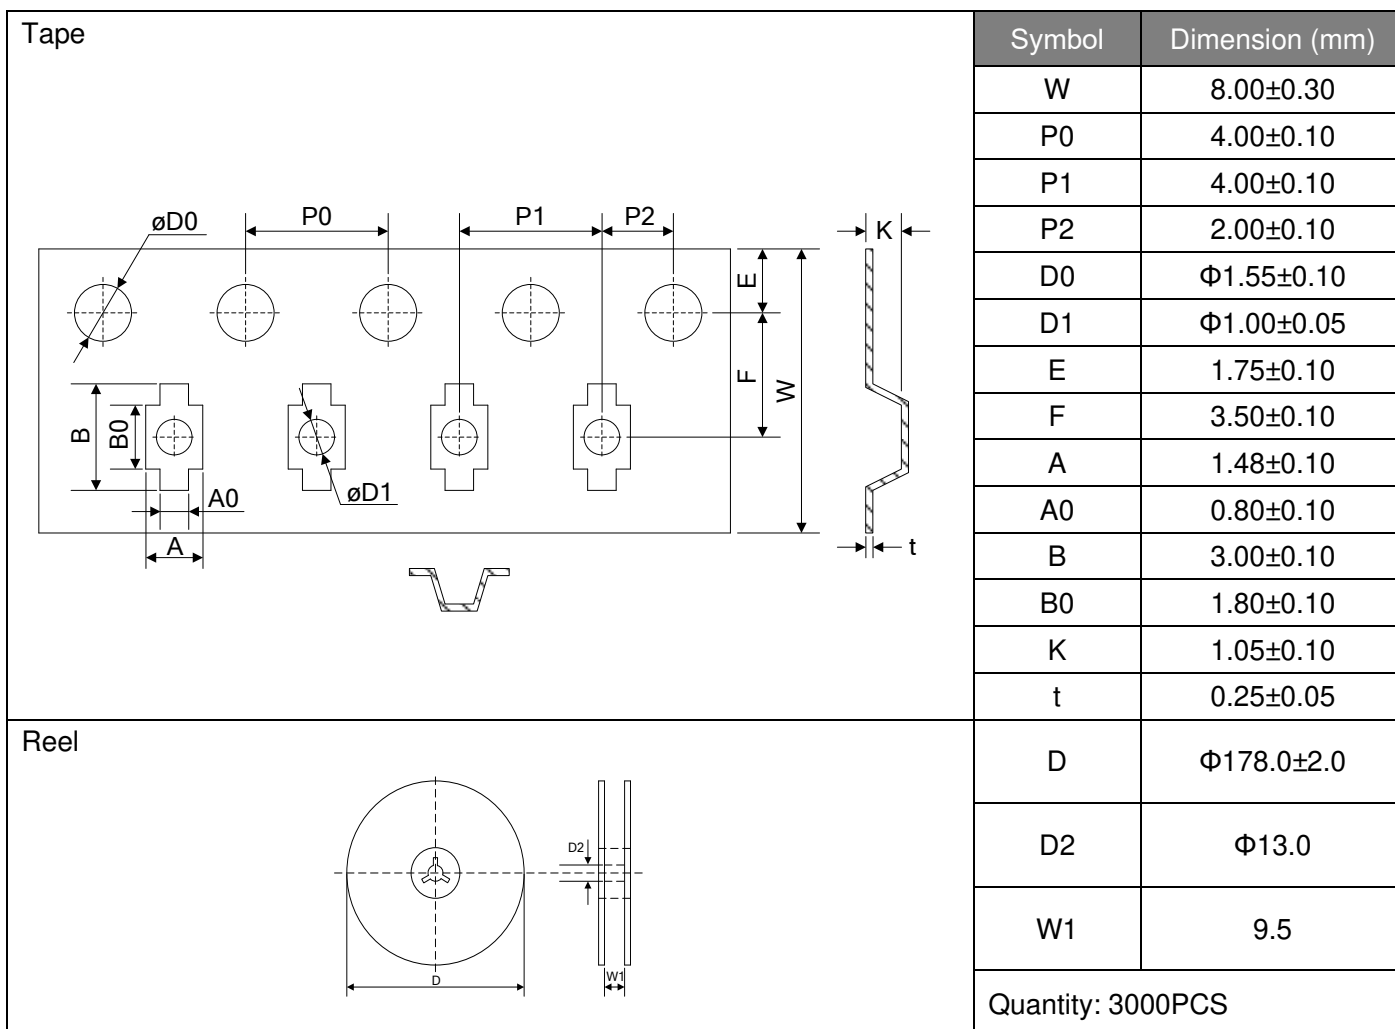 Tape
Symbol Dimension (mm)
W 8.00±0.30
P0 4.00±0.10
P1 4.00±0.10
P2 2.00±0.10
D0 Φ1.55±0.10
D1 Φ1.00±0.05
E 1.75±0.10
F 3.50±0.10
A 1.48±0.10
A0 0.80±0.10
B 3.00±0.10
B0 1.80±0.10
K 1.05±0.10
t 0.25±0.05
øD0 P0 P1 P2 K
E
F
W
B B0
A0 øD1
A t
Reel
D Φ178.0±2.0
D2 Φ13.0
W1 9.5
D2
D W1
Quantity: 3000PCS